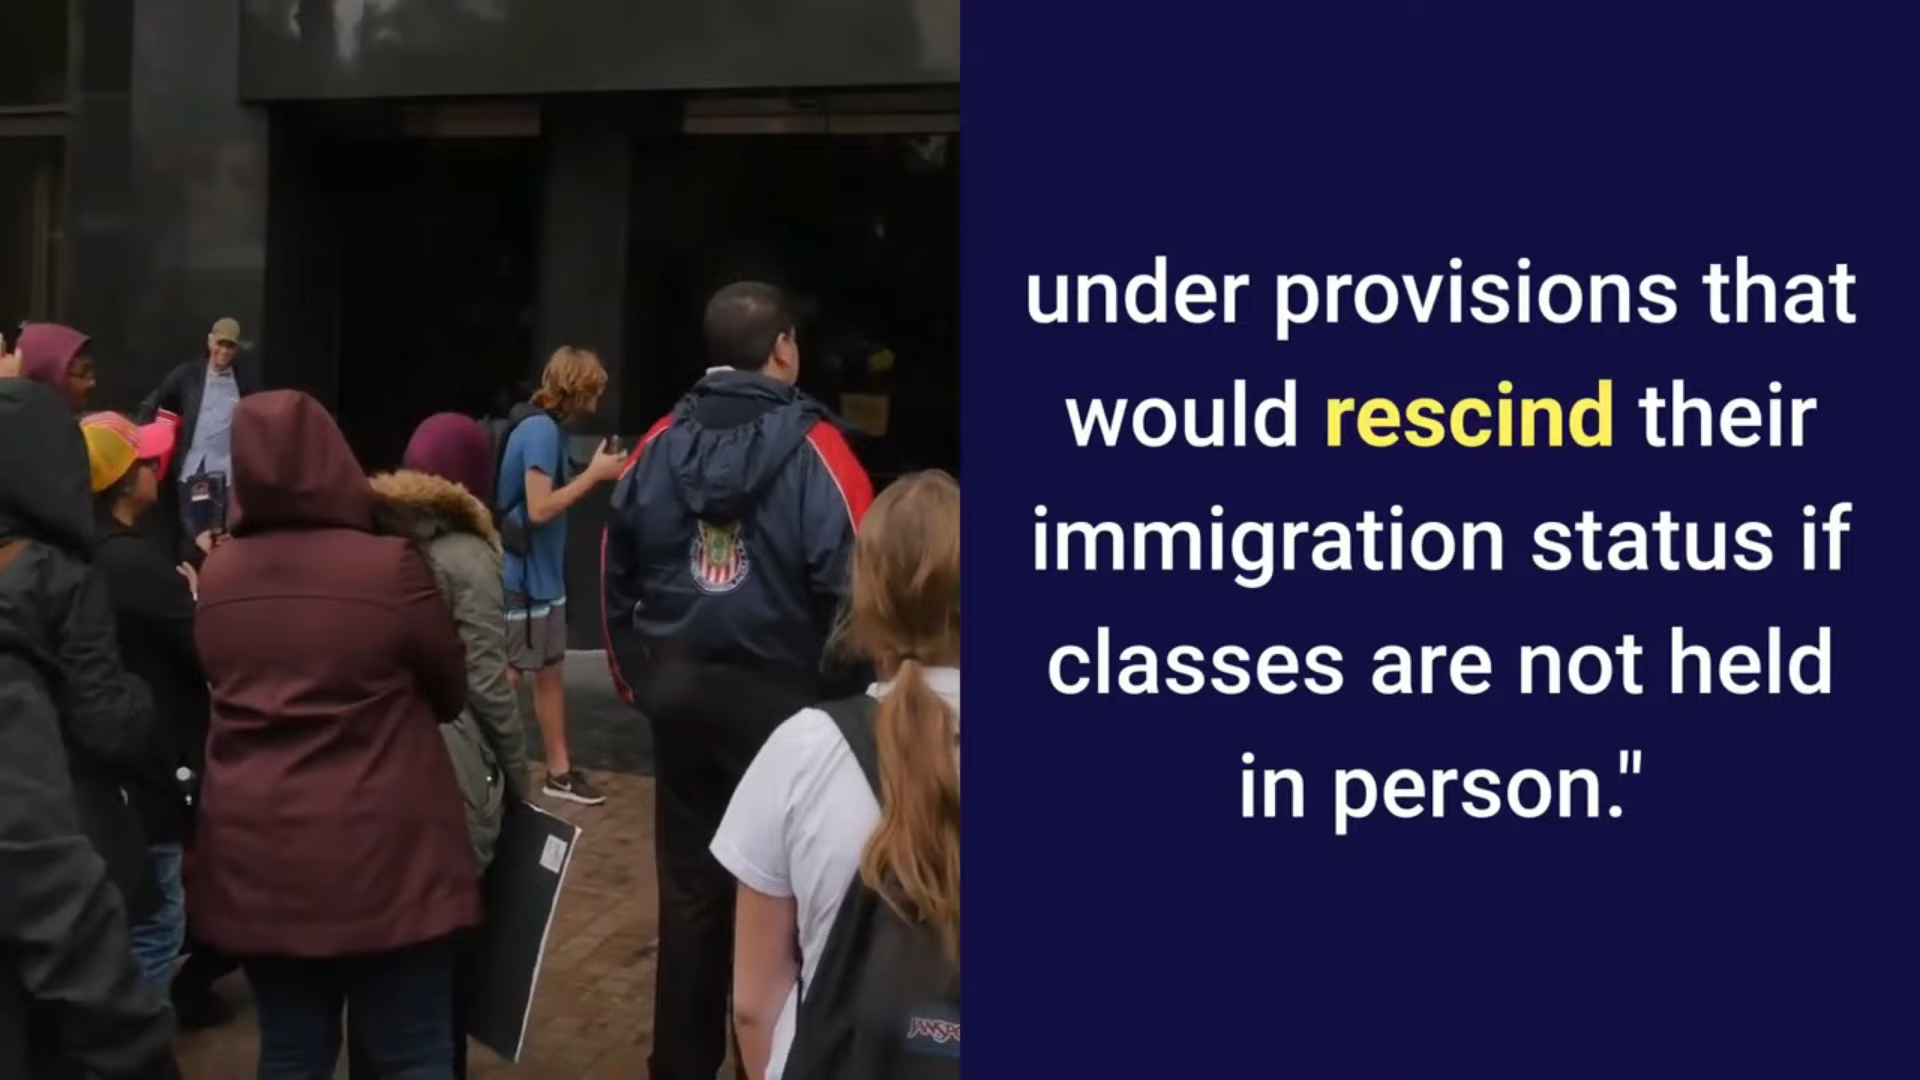 under provisions that
would rescind their
immigration status if
classes are not held
in person."